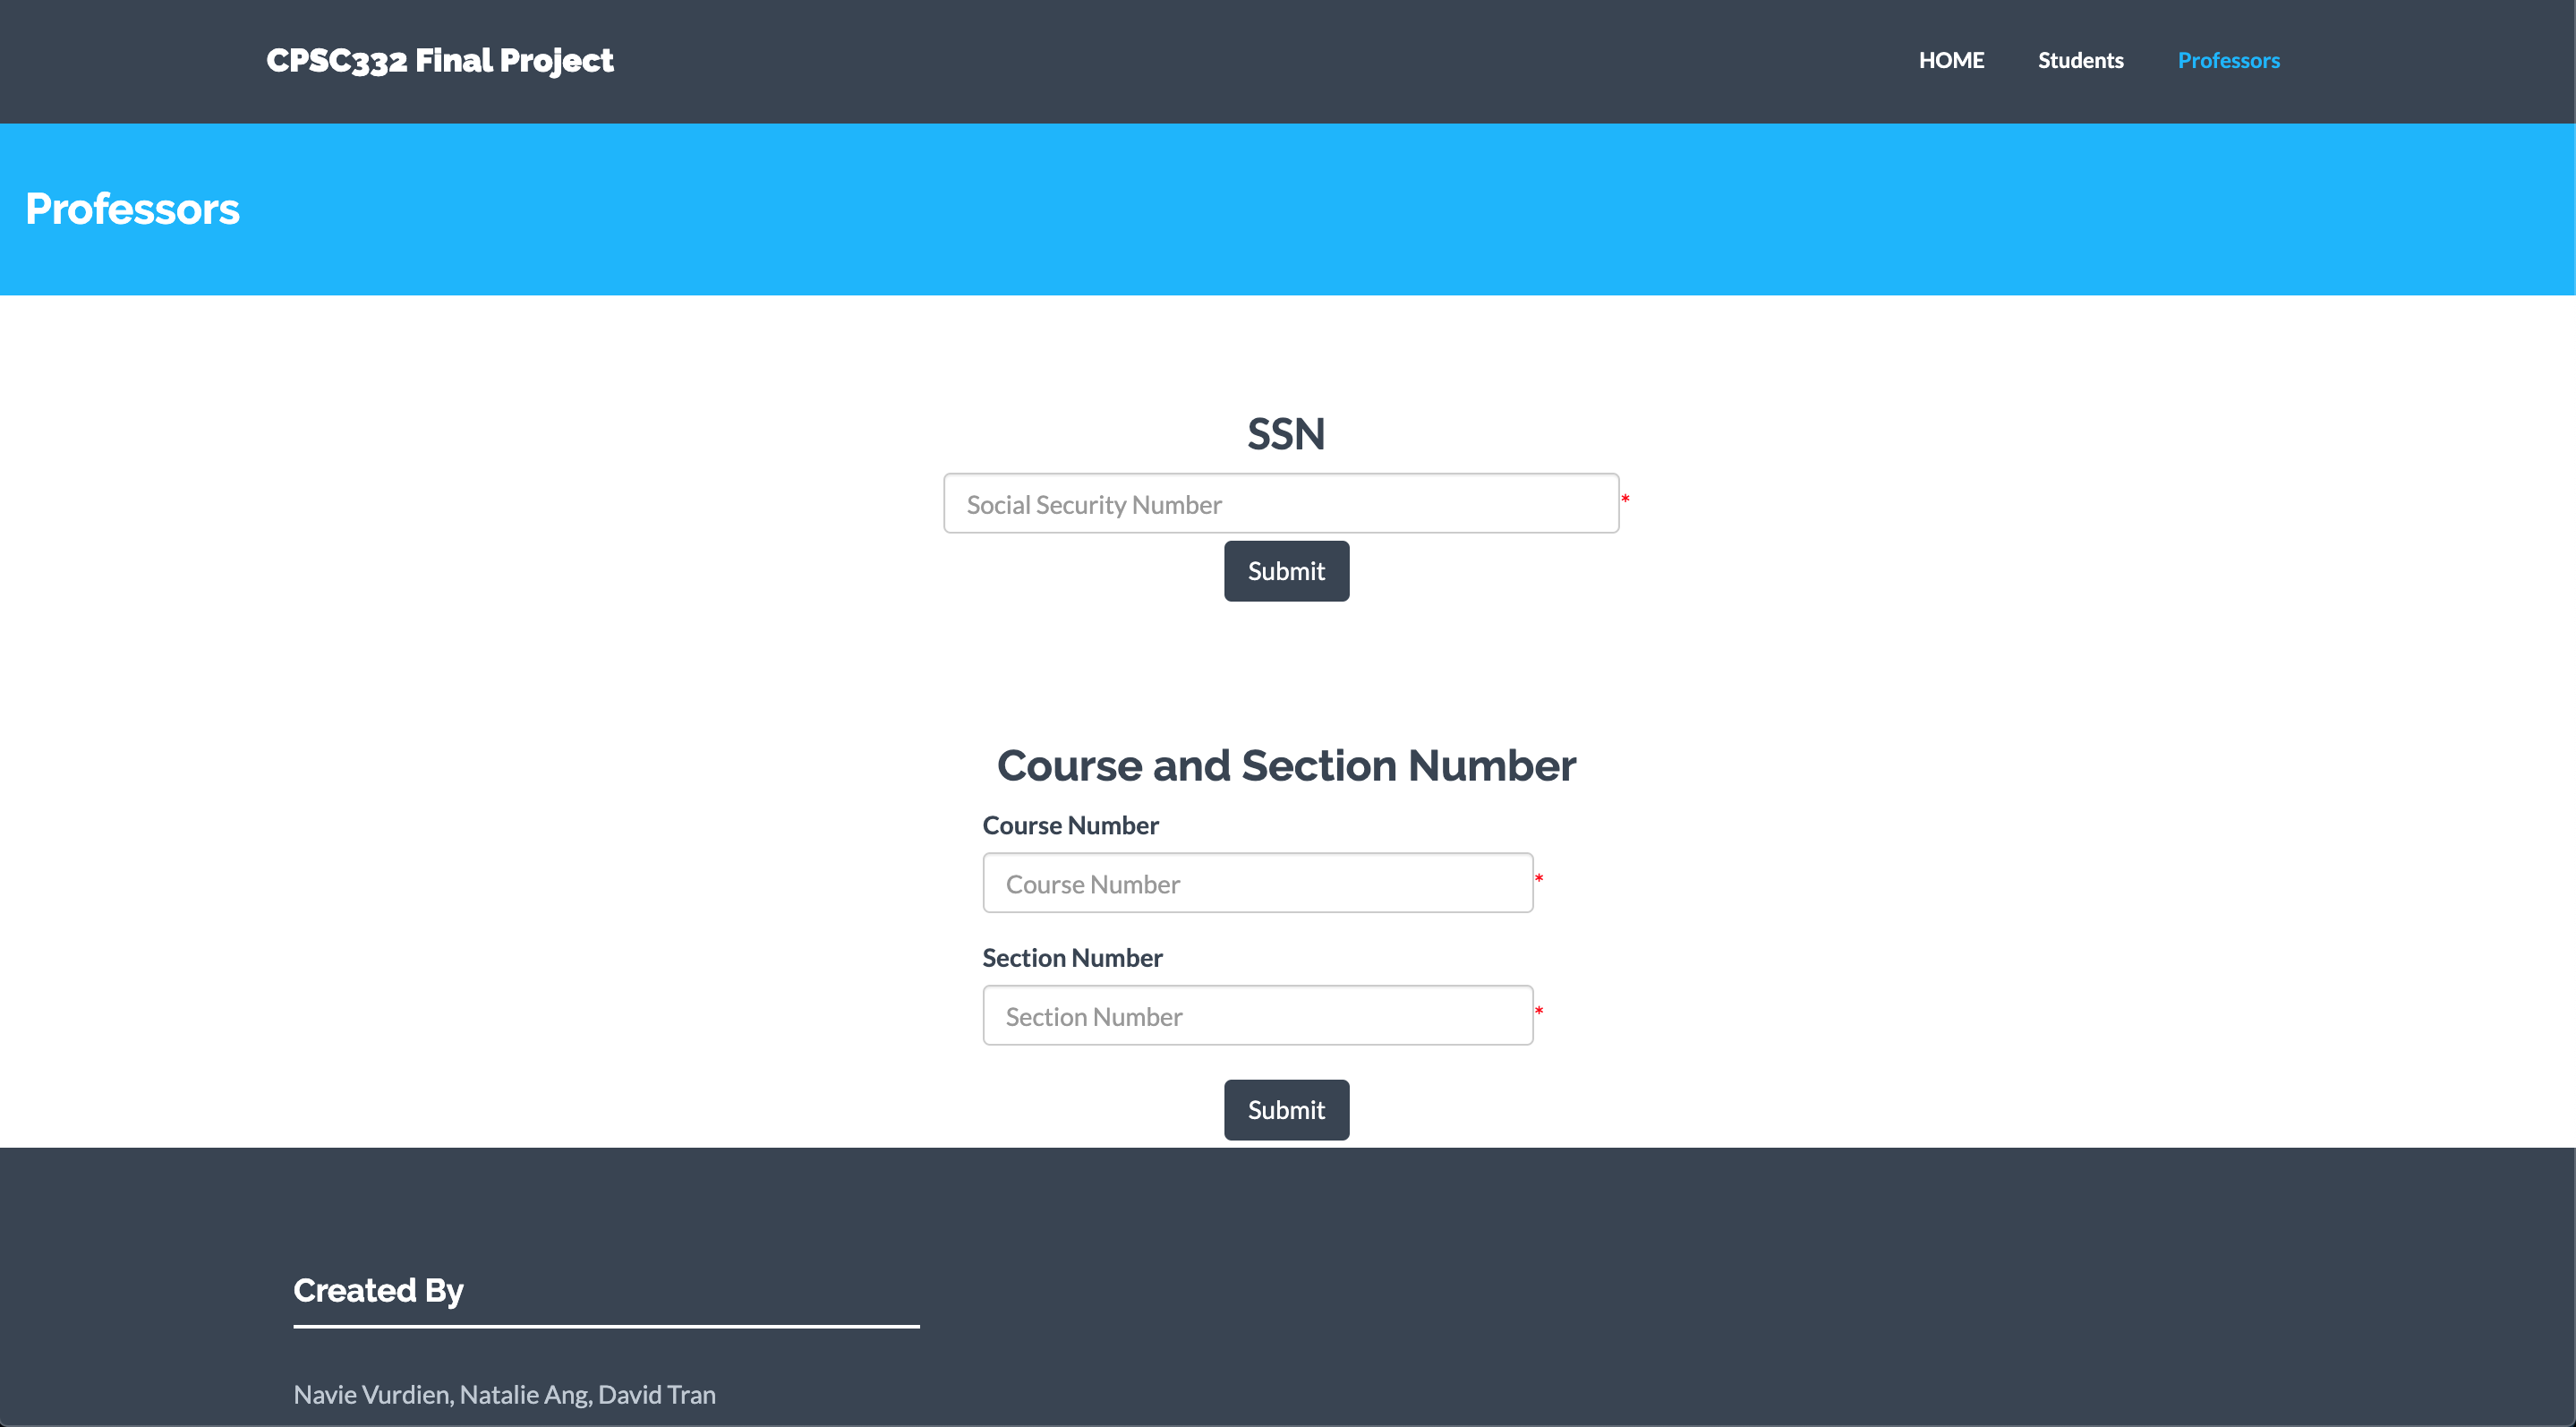 CPSC332 Final Project
HOME Students Professors
Professors
SSN
Social Security Number *
Submit
Course and Section Number
Course Number
Course Number *
Section Number
Section Number *
Submit
Created By
Navie Vurdien, Natalie Ang, David Tran